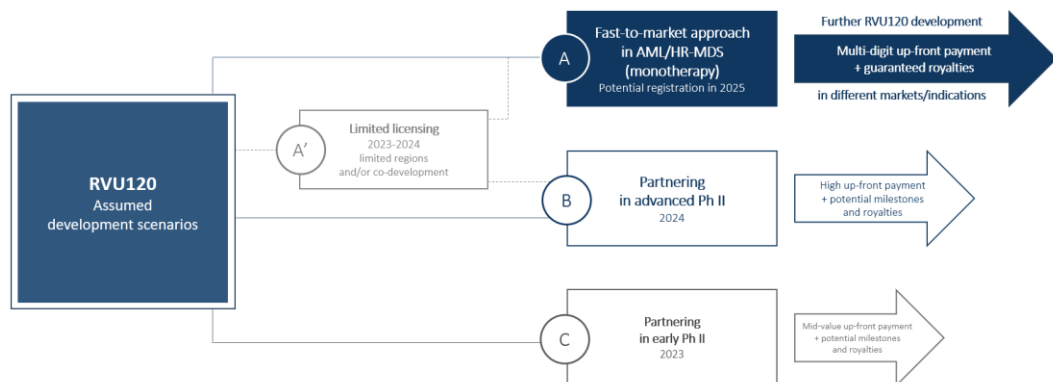 RVU120
Assumed
development scenarios
A'
Limited licensing
2023-2024
limited regions
and/or co-development
A
Fast-to-market approach
in AML/HR-MDS
(monotherapy)
Potential registration in 2025
Further RVU120 development
Multi-digit up-front payment
+ guaranteed royalties
in different markets/indications
B
Partnering
in advanced Ph II
2024
High up-front payment
+ potential milestones
and royalties
C
Partnering
in early Ph II
2023
Mid-value up-front payment
+ potential milestones
and royalties